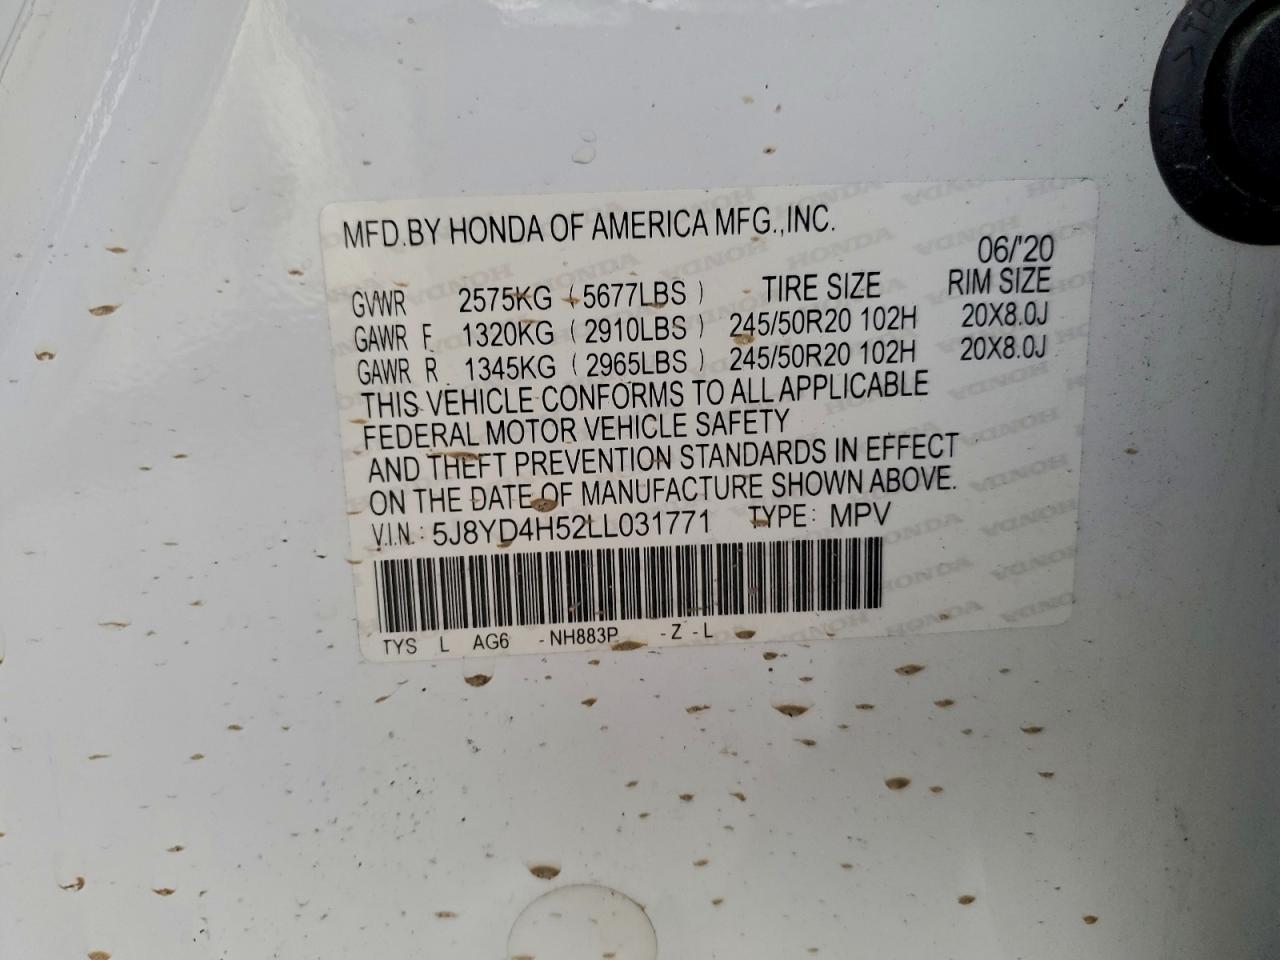 MFD.BY HONDA OF AMERICA MFG.,INC.
06/'20
GVWR 2575KG ( 5677LBS ) TIRE SIZE RIM SIZE
GAWR F 1320KG ( 2910LBS ) 245/50R20 102H 20X8.0J
GAWR R 1345KG ( 2965LBS ) 245/50R20 102H 20X8.0J
THIS VEHICLE CONFORMS TO ALL APPLICABLE
FEDERAL MOTOR VEHICLE SAFETY
AND THEFT PREVENTION STANDARDS IN EFFECT
ON THE DATE OF MANUFACTURE SHOWN ABOVE.
V.I.N.: 5J8YD4H52LL031771 TYPE: MPV
TYS L AG6 -NH883P -Z -L